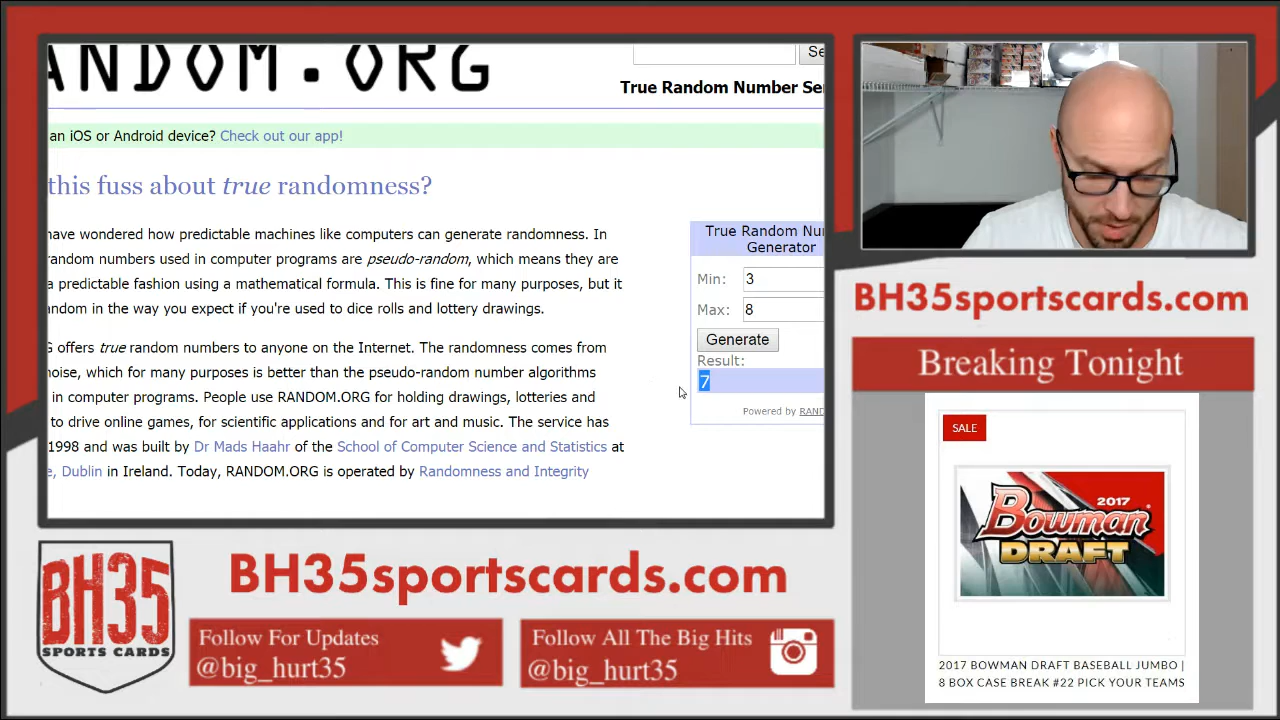 ANDOM.ORG
Se
True Random Number Ser
an iOS or Android device? Check out our app!
this fuss about true randomness?
have wondered how predictable machines like computers can generate randomness. In
random numbers used in computer programs are pseudo-random, which means they are
a predictable fashion using a mathematical formula. This is fine for many purposes, but it
ndom in the way you expect if you're used to dice rolls and lottery drawings.
G offers true random numbers to anyone on the Internet. The randomness comes from
noise, which for many purposes is better than the pseudo-random number algorithms
in computer programs. People use RANDOM.ORG for holding drawings, lotteries and
to drive online games, for scientific applications and for art and music. The service has
1998 and was built by Dr Mads Haahr of the School of Computer Science and Statistics at
e, Dublin in Ireland. Today, RANDOM.ORG is operated by Randomness and Integrity
True Random Nu
Generator
Min: 3
Max: 8
Generate
Result:
7
Powered by RAND
BH35sportscards.com
Breaking Tonight
SALE
2017
Bowman
DRAFT
2017 BOWMAN DRAFT BASEBALL JUMBO |
8 BOX CASE BREAK #22 PICK YOUR TEAMS
BH35
SPORTS CARDS
BH35sportscards.com
Follow For Updates
@big_hurt35
Follow All The Big Hits
@big_hurt35